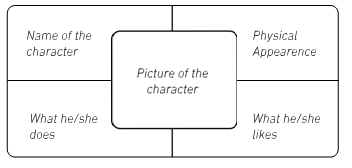 Name of the
character
Physical
Appearence
Picture of the
character
What he/she
does
What he/she
likes